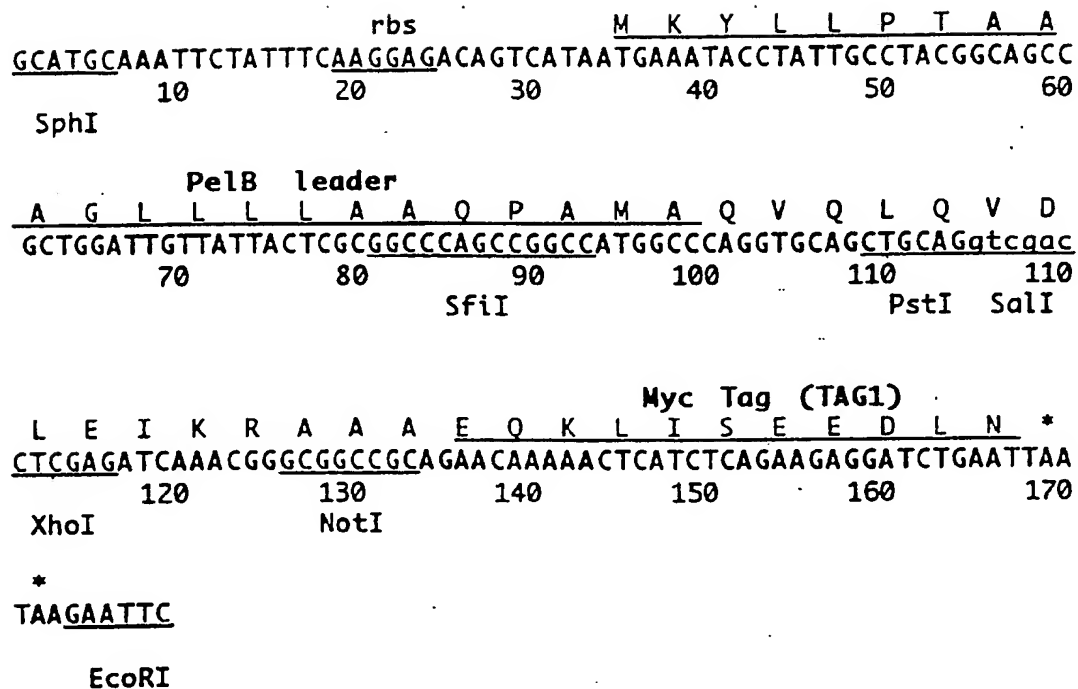 rbs M K Y L L P T A A
GCATGCAAATTCTATTTCAAGGAGACAGTCATAATGAAATACCTATTGCCTACGGCAGCC
10 20 30 40 50 60
SphI
PelB leader
A G L L L L A A Q P A M A Q V Q L Q V D
GCTGGATTGTTATTACTCGCGGCCCAGCCGGCCATGGCCCAGGTGCAGCTGCAGgtcgac
70 80 90 100 110 110
SfiI PstI SalI
Myc Tag (TAG1)
L E I K R A A A E Q K L I S E E D L N *
CTCGAGATCAAACGGGCGGCCGCAGAACAAAAACTCATCTCAGAAGAGGATCTGAATTAA
120 130 140 150 160 170
XhoI NotI
*
TAAGAATTC
EcoRI